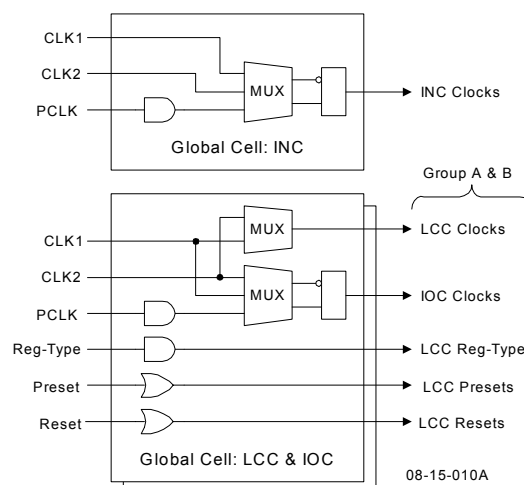 CLK1
CLK2
PCLK
MUX
INC Clocks
Global Cell: INC
Group A & B
CLK1
CLK2
PCLK
Reg-Type
Preset
Reset
MUX
MUX
LCC Clocks
IOC Clocks
LCC Reg-Type
LCC Presets
LCC Resets
Global Cell: LCC & IOC
08-15-010A